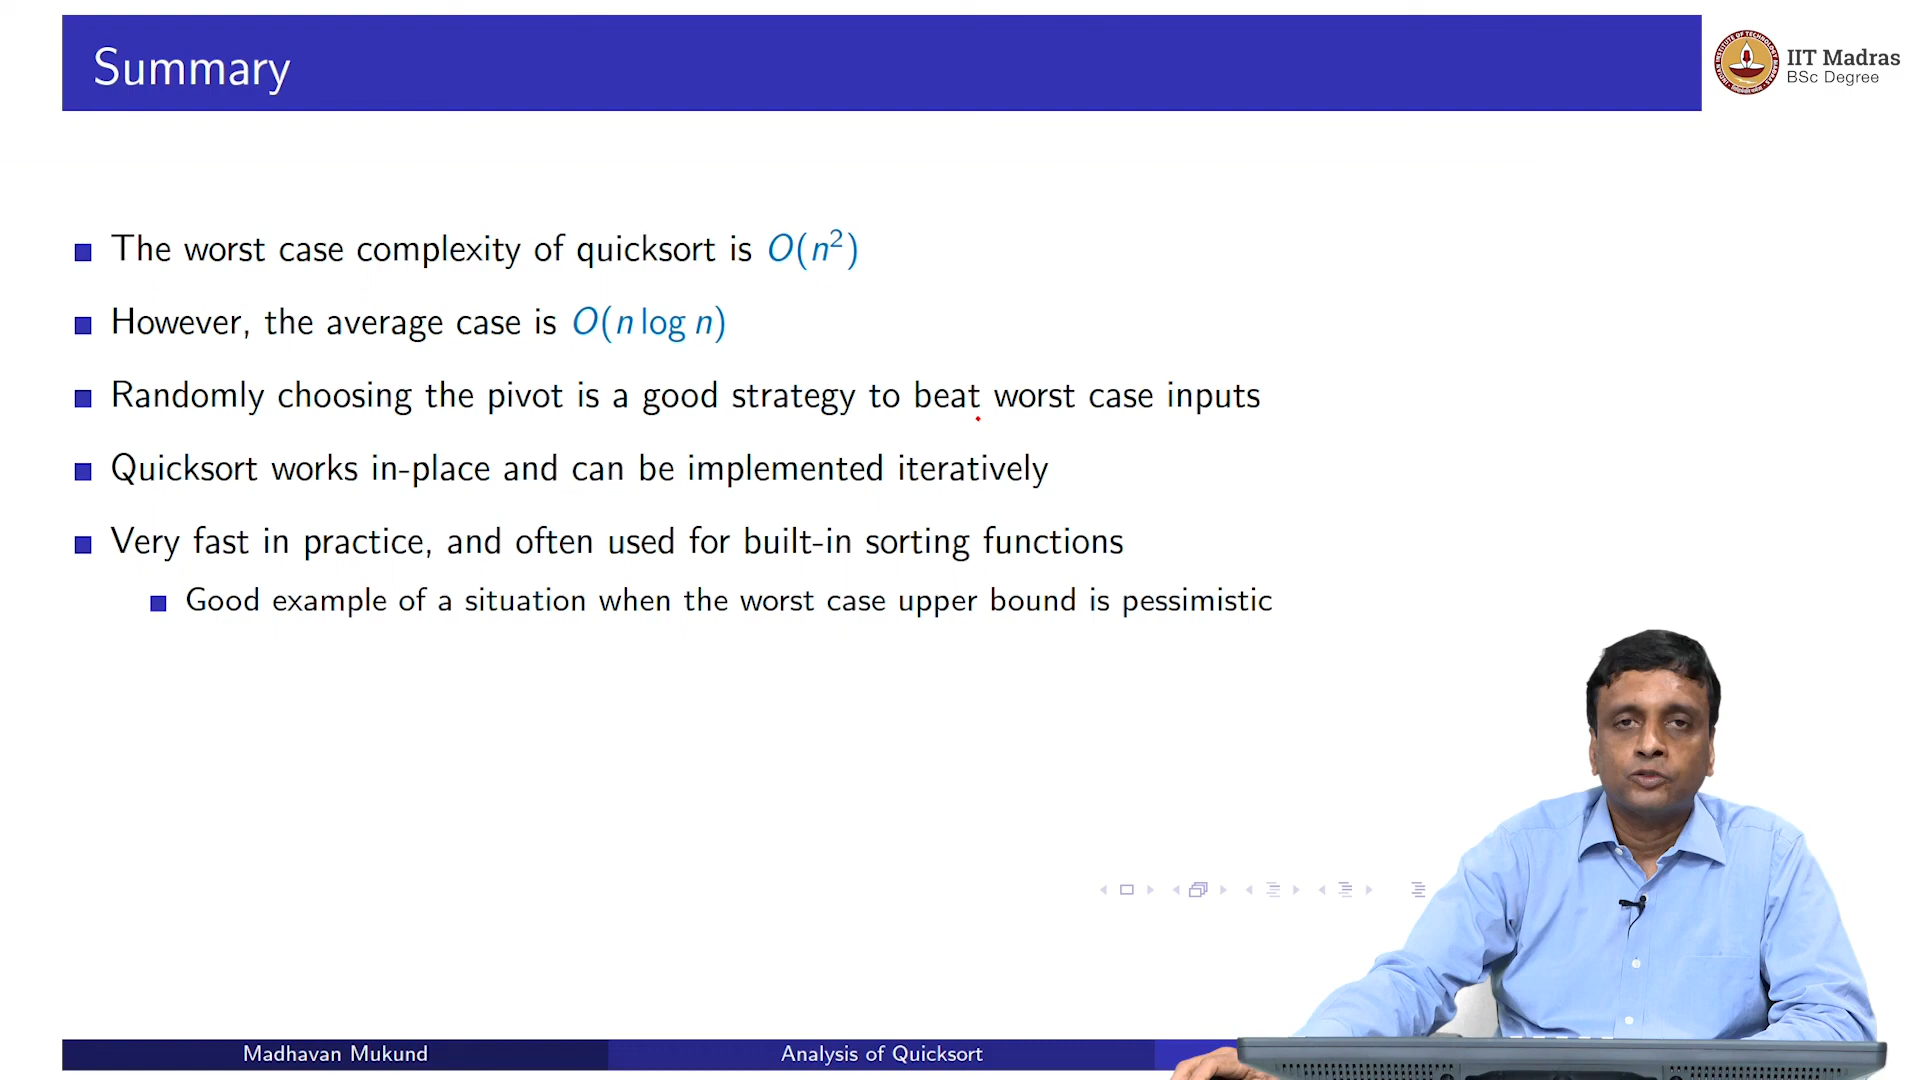 Summary
IIT Madras
BSc Degree
The worst case complexity of quicksort is O(n²)
However, the average case is O(n log n)
Randomly choosing the pivot is a good strategy to beat worst case inputs
Quicksort works in-place and can be implemented iteratively
Very fast in practice, and often used for built-in sorting functions
Good example of a situation when the worst case upper bound is pessimistic
Madhavan Mukund
Analysis of Quicksort